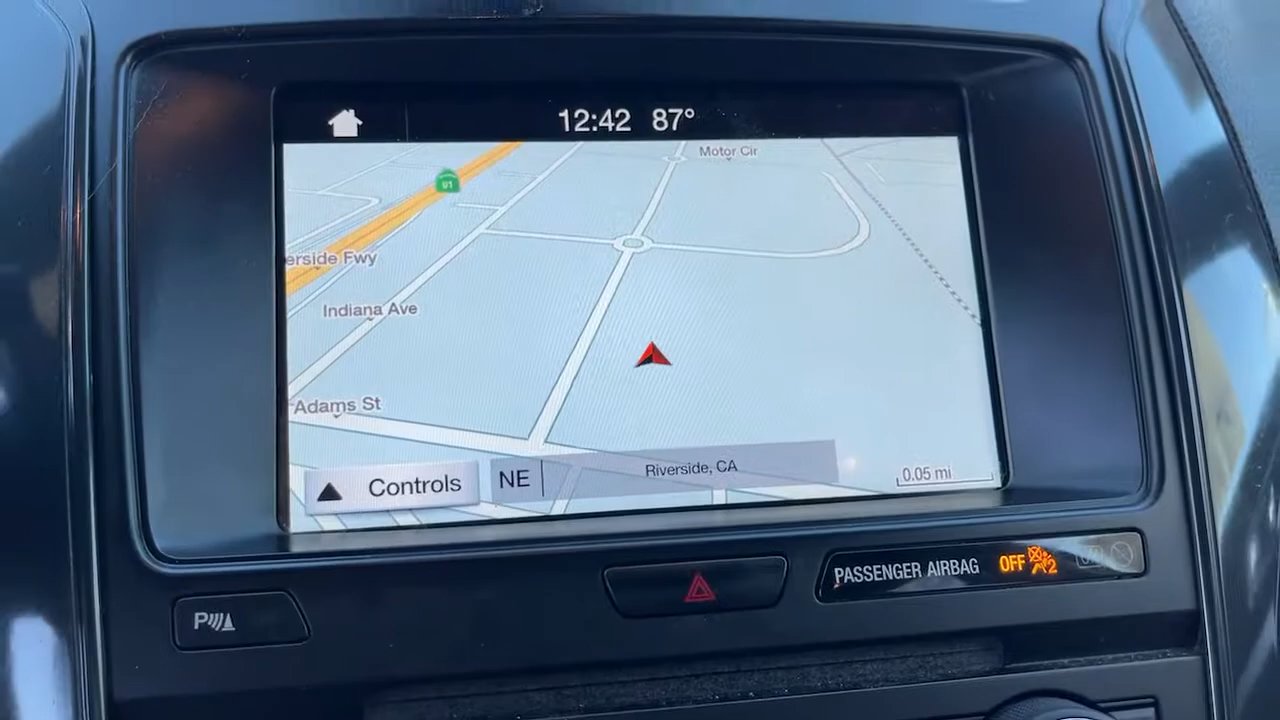 12:42 87°
Motor Cir
91
erside Fwy
Indiana Ave
Adams St
Controls
NE
Riverside, CA
0.05 mi
PASSENGER AIRBAG OFF 2
P